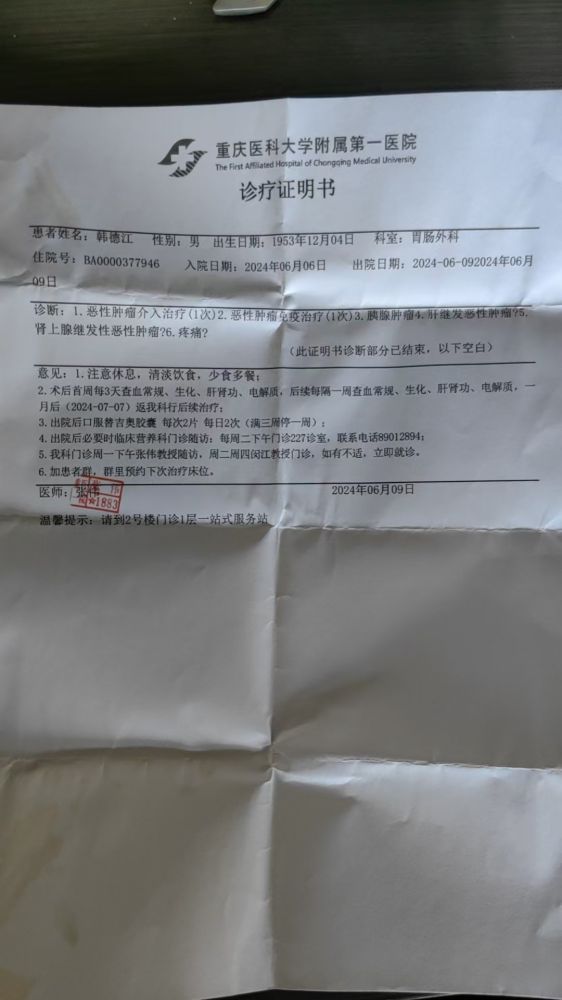 重庆医科大学附属第一医院
The First Affiliated Hospital of Chongqing Medical University
诊疗证明书
患者姓名: 韩德江 性别: 男 出生日期: 1953年12月04日 科室: 胃肠外科
住院号: BA0000377946 入院日期: 2024年06月06日 出院日期: 2024-06-092024年06月
09日
诊断: 1.恶性肿瘤介入治疗(1次)2.恶性肿瘤免疫治疗(1次)3.胰腺肿瘤4.肝继发恶性肿瘤?5.
肾上腺继发性恶性肿瘤?6.疼痛?
(此证明书诊断部分已结束, 以下空白)
意见: 1.注意休息, 清淡饮食, 少食多餐;
2.术后首周每3天查血常规、生化、肝肾功、电解质, 后续每隔一周查血常规、生化、肝肾功、电解质, 一
月后 (2024-07-07) 返我科行后续治疗;
3.出院后口服替吉奥胶囊 每次2片 每日2次 (满三周停一周);
4.出院后必要时临床营养科门诊随访: 每周二下午门诊227诊室, 联系电话89012894;
5.我科门诊周一下午张伟教授随访, 周二周四闵江教授门诊, 如有不适, 立即就诊。
6.加患者群, 群里预约下次治疗床位。
医师: 张伟 2024年06月09日
1883
温馨提示: 请到2号楼门诊1层一站式服务站